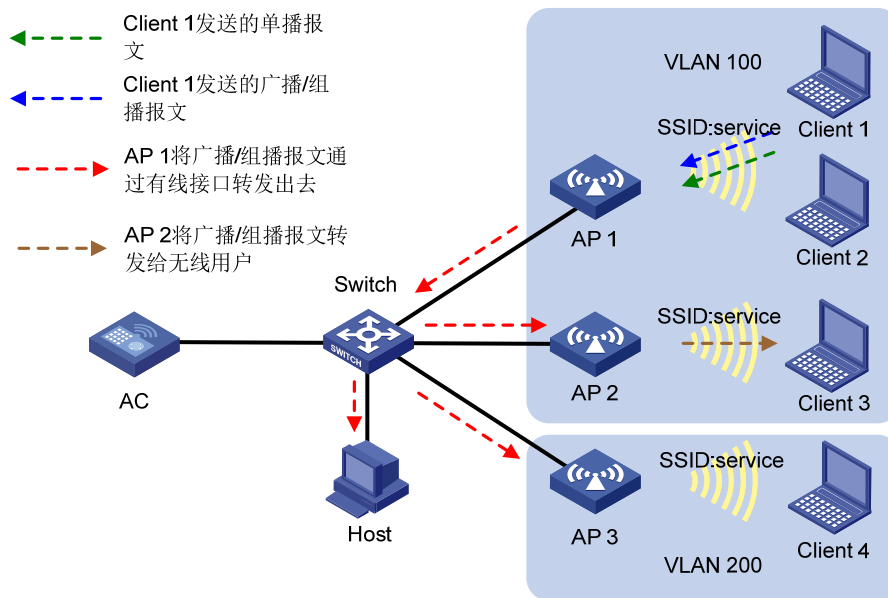 Client 1发送的单播报
文
Client 1发送的广播/组
播报文
AP 1将广播/组播报文通
过有线接口转发出去
AP 2将广播/组播报文转
发给无线用户
VLAN 100
SSID:service
Client 1
AP 1
Client 2
Switch
SWITCH
AC
SSID:service
AP 2
Client 3
Host
SSID:service
AP 3
Client 4
VLAN 200